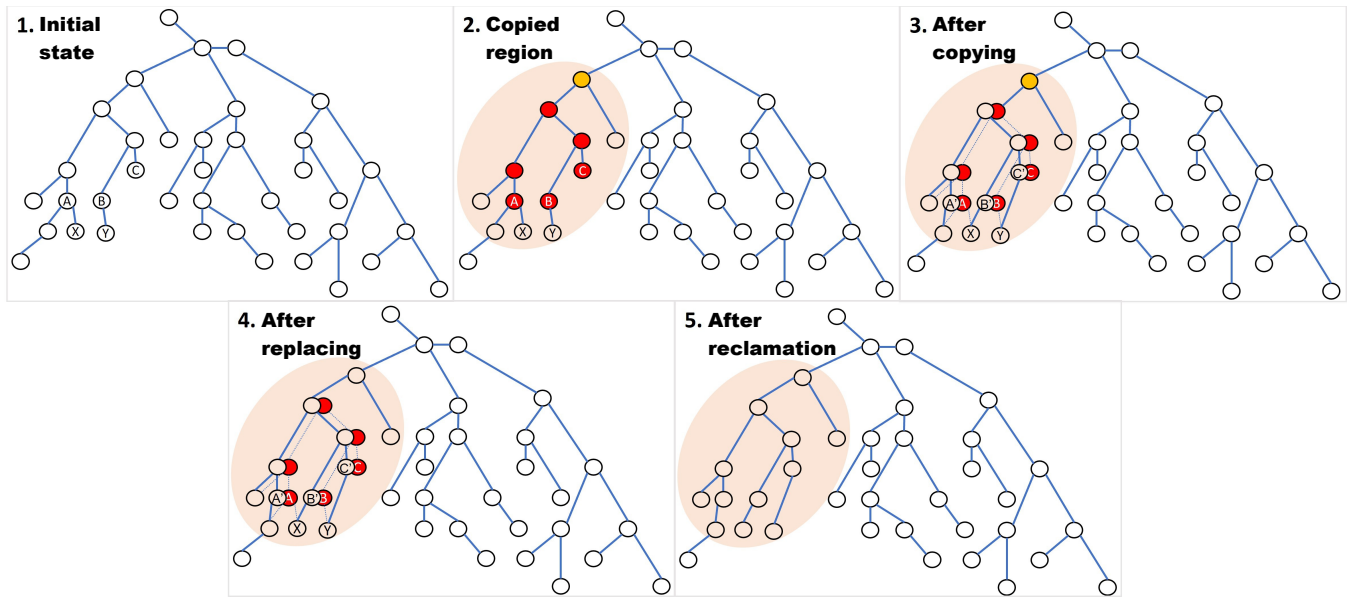 1. Initial
state
C
A
B
X
Y
2. Copied
region
C
A
B
X
Y
3. After
copying
C' C
A' A
B' B
X
Y
4. After
replacing
C' C
A' A
B' B
X
Y
5. After
reclamation